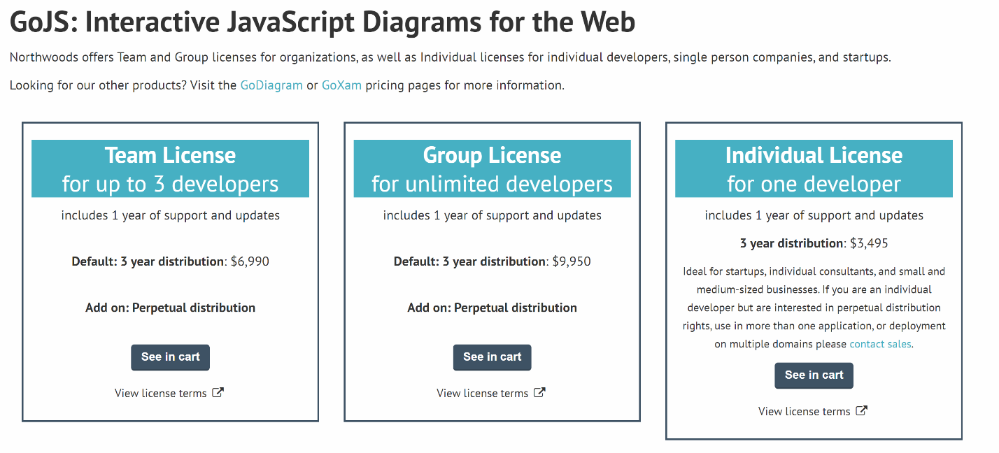 GoJS: Interactive JavaScript Diagrams for the Web
Northwoods offers Team and Group licenses for organizations, as well as Individual licenses for individual developers, single person companies, and startups.
Looking for our other products? Visit the GoDiagram or GoXam pricing pages for more information.
Team License
for up to 3 developers
includes 1 year of support and updates
Default: 3 year distribution: $6,990
Add on: Perpetual distribution
See in cart
View license terms
Group License
for unlimited developers
includes 1 year of support and updates
Default: 3 year distribution: $9,950
Add on: Perpetual distribution
See in cart
View license terms
Individual License
for one developer
includes 1 year of support and updates
3 year distribution: $3,495
Ideal for startups, individual consultants, and small and
medium-sized businesses. If you are an individual
developer but are interested in perpetual distribution
rights, use in more than one application, or deployment
on multiple domains please contact sales.
See in cart
View license terms